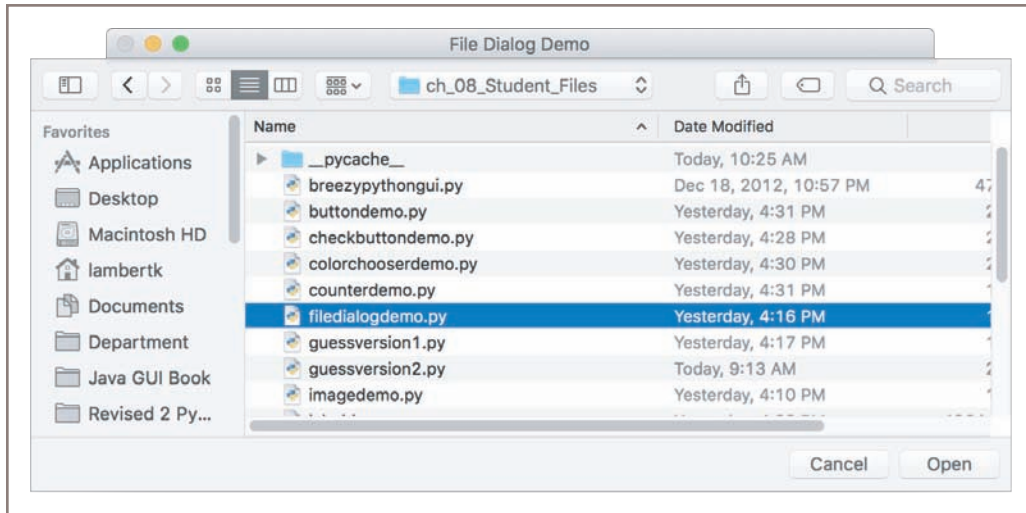 File Dialog Demo
ch_08_Student_Files
Search
Favorites
Applications
Desktop
Macintosh HD
lambertk
Documents
Department
Java GUI Book
Revised 2 Py...
Name Date Modified
__pycache__ Today, 10:25 AM
breezypythongui.py Dec 18, 2012, 10:57 PM 47
buttondemo.py Yesterday, 4:31 PM
checkbuttondemo.py Yesterday, 4:28 PM
colorchooserdemo.py Yesterday, 4:30 PM
counterdemo.py Yesterday, 4:31 PM
filedialogdemo.py Yesterday, 4:16 PM
guessversion1.py Yesterday, 4:17 PM
guessversion2.py Today, 9:13 AM
imagedemo.py Yesterday, 4:10 PM
Cancel Open